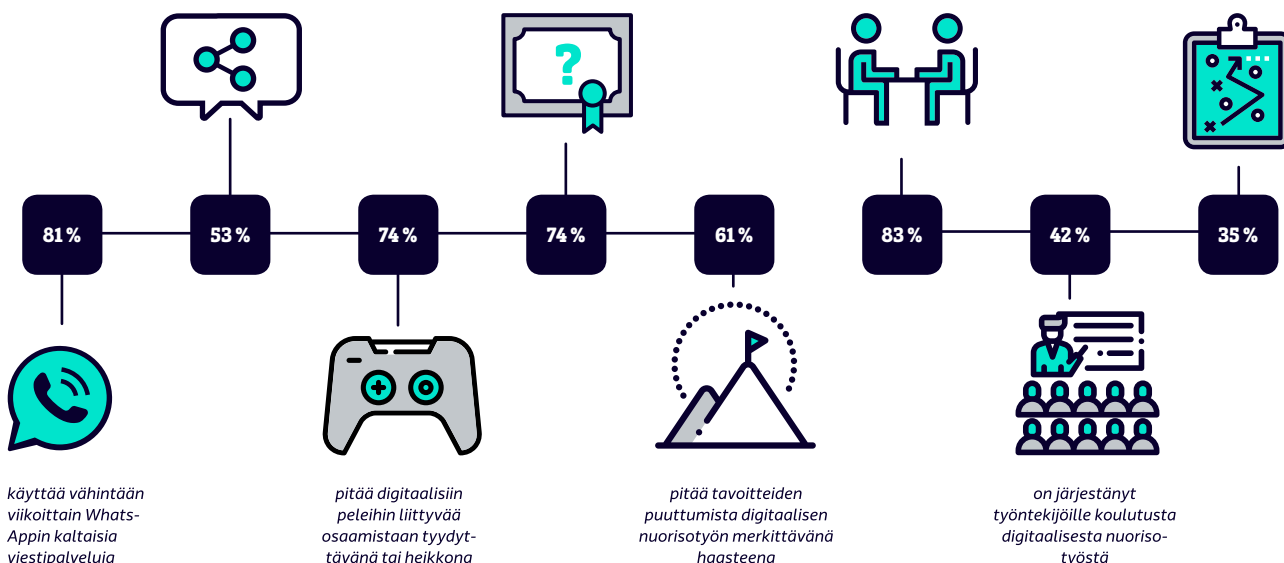 ?
81 %
53 %
74 %
74 %
61 %
83 %
42 %
35 %
käyttää vähintään
viikoittain Whats-
Appin kaltaisia
viestipalveluja
pitää digitaalisiin
peleihin liittyvää
osaamistaan tyydyt-
tävänä tai heikkona
pitää tavoitteiden
puuttumista digitaalisen
nuorisotyön merkittävänä
haasteena
on järjestänyt
työntekijöille koulutusta
digitaalisesta nuoriso-
työstä